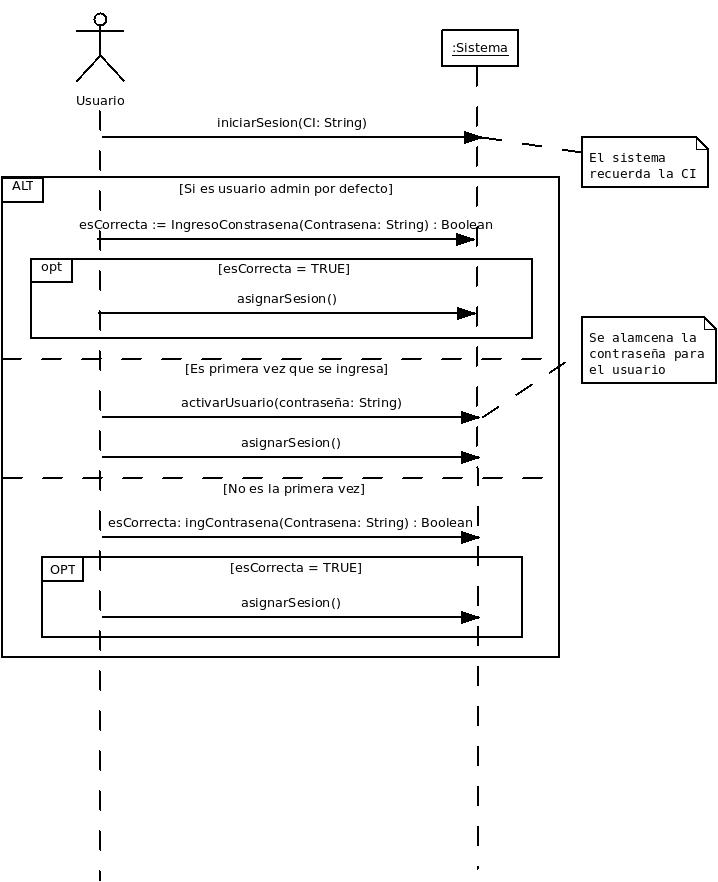 :Sistema
Usuario
iniciarSesion(CI: String)
El sistema
recuerda la CI
ALT
[Si es usuario admin por defecto]
esCorrecta := IngresoConstrasena(Contrasena: String) : Boolean
opt
[esCorrecta = TRUE]
asignarSesion()
Se alamcena la
contraseña para
el usuario
[Es primera vez que se ingresa]
activarUsuario(contraseña: String)
asignarSesion()
[No es la primera vez]
esCorrecta: ingContrasena(Contrasena: String) : Boolean
OPT
[esCorrecta = TRUE]
asignarSesion()